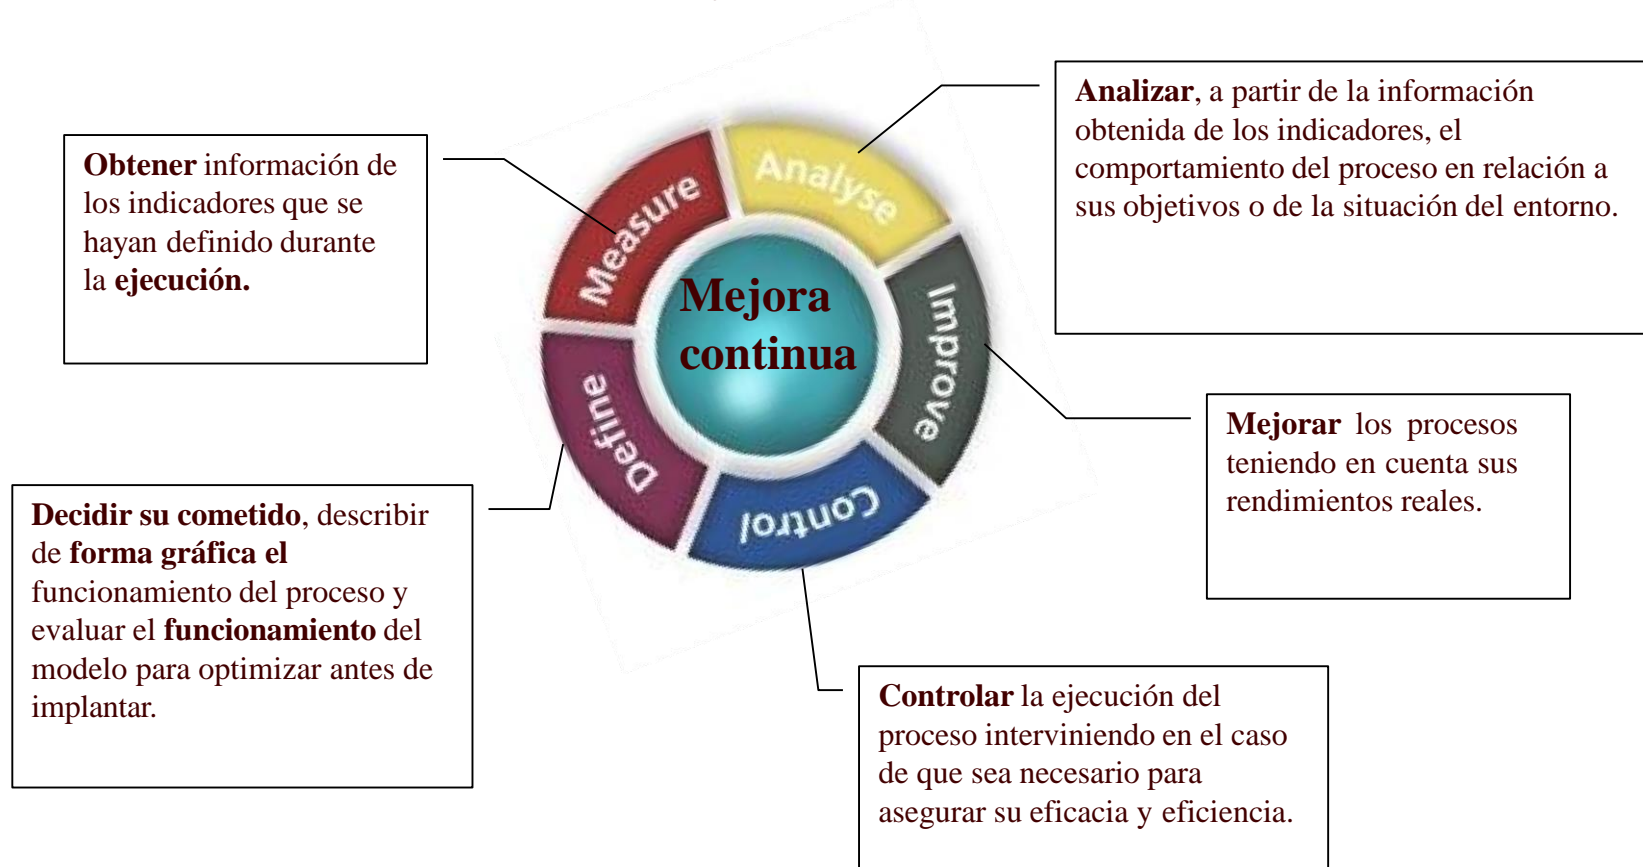 Analizar, a partir de la información
obtenida de los indicadores, el
comportamiento del proceso en relación a
sus objetivos o de la situación del entorno.
Obtener información de
los indicadores que se
hayan definido durante
la ejecución.
Analyse
Measure
Improve
Define
Control
Mejora
continua
Mejorar los procesos
teniendo en cuenta sus
rendimientos reales.
Decidir su cometido, describir
de forma gráfica el
funcionamiento del proceso y
evaluar el funcionamiento del
modelo para optimizar antes de
implantar.
Controlar la ejecución del
proceso interviniendo en el caso
de que sea necesario para
asegurar su eficacia y eficiencia.